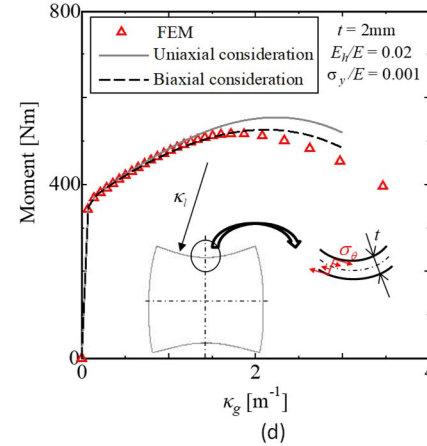 800
FEM
Uniaxial consideration
Biaxial consideration
t = 2mm
E_h/E = 0.02
σ_y/E = 0.001
Moment [Nm]
400
κ_l
σ_θ
t
0
0
2
4
κ_g [m⁻¹]
(d)